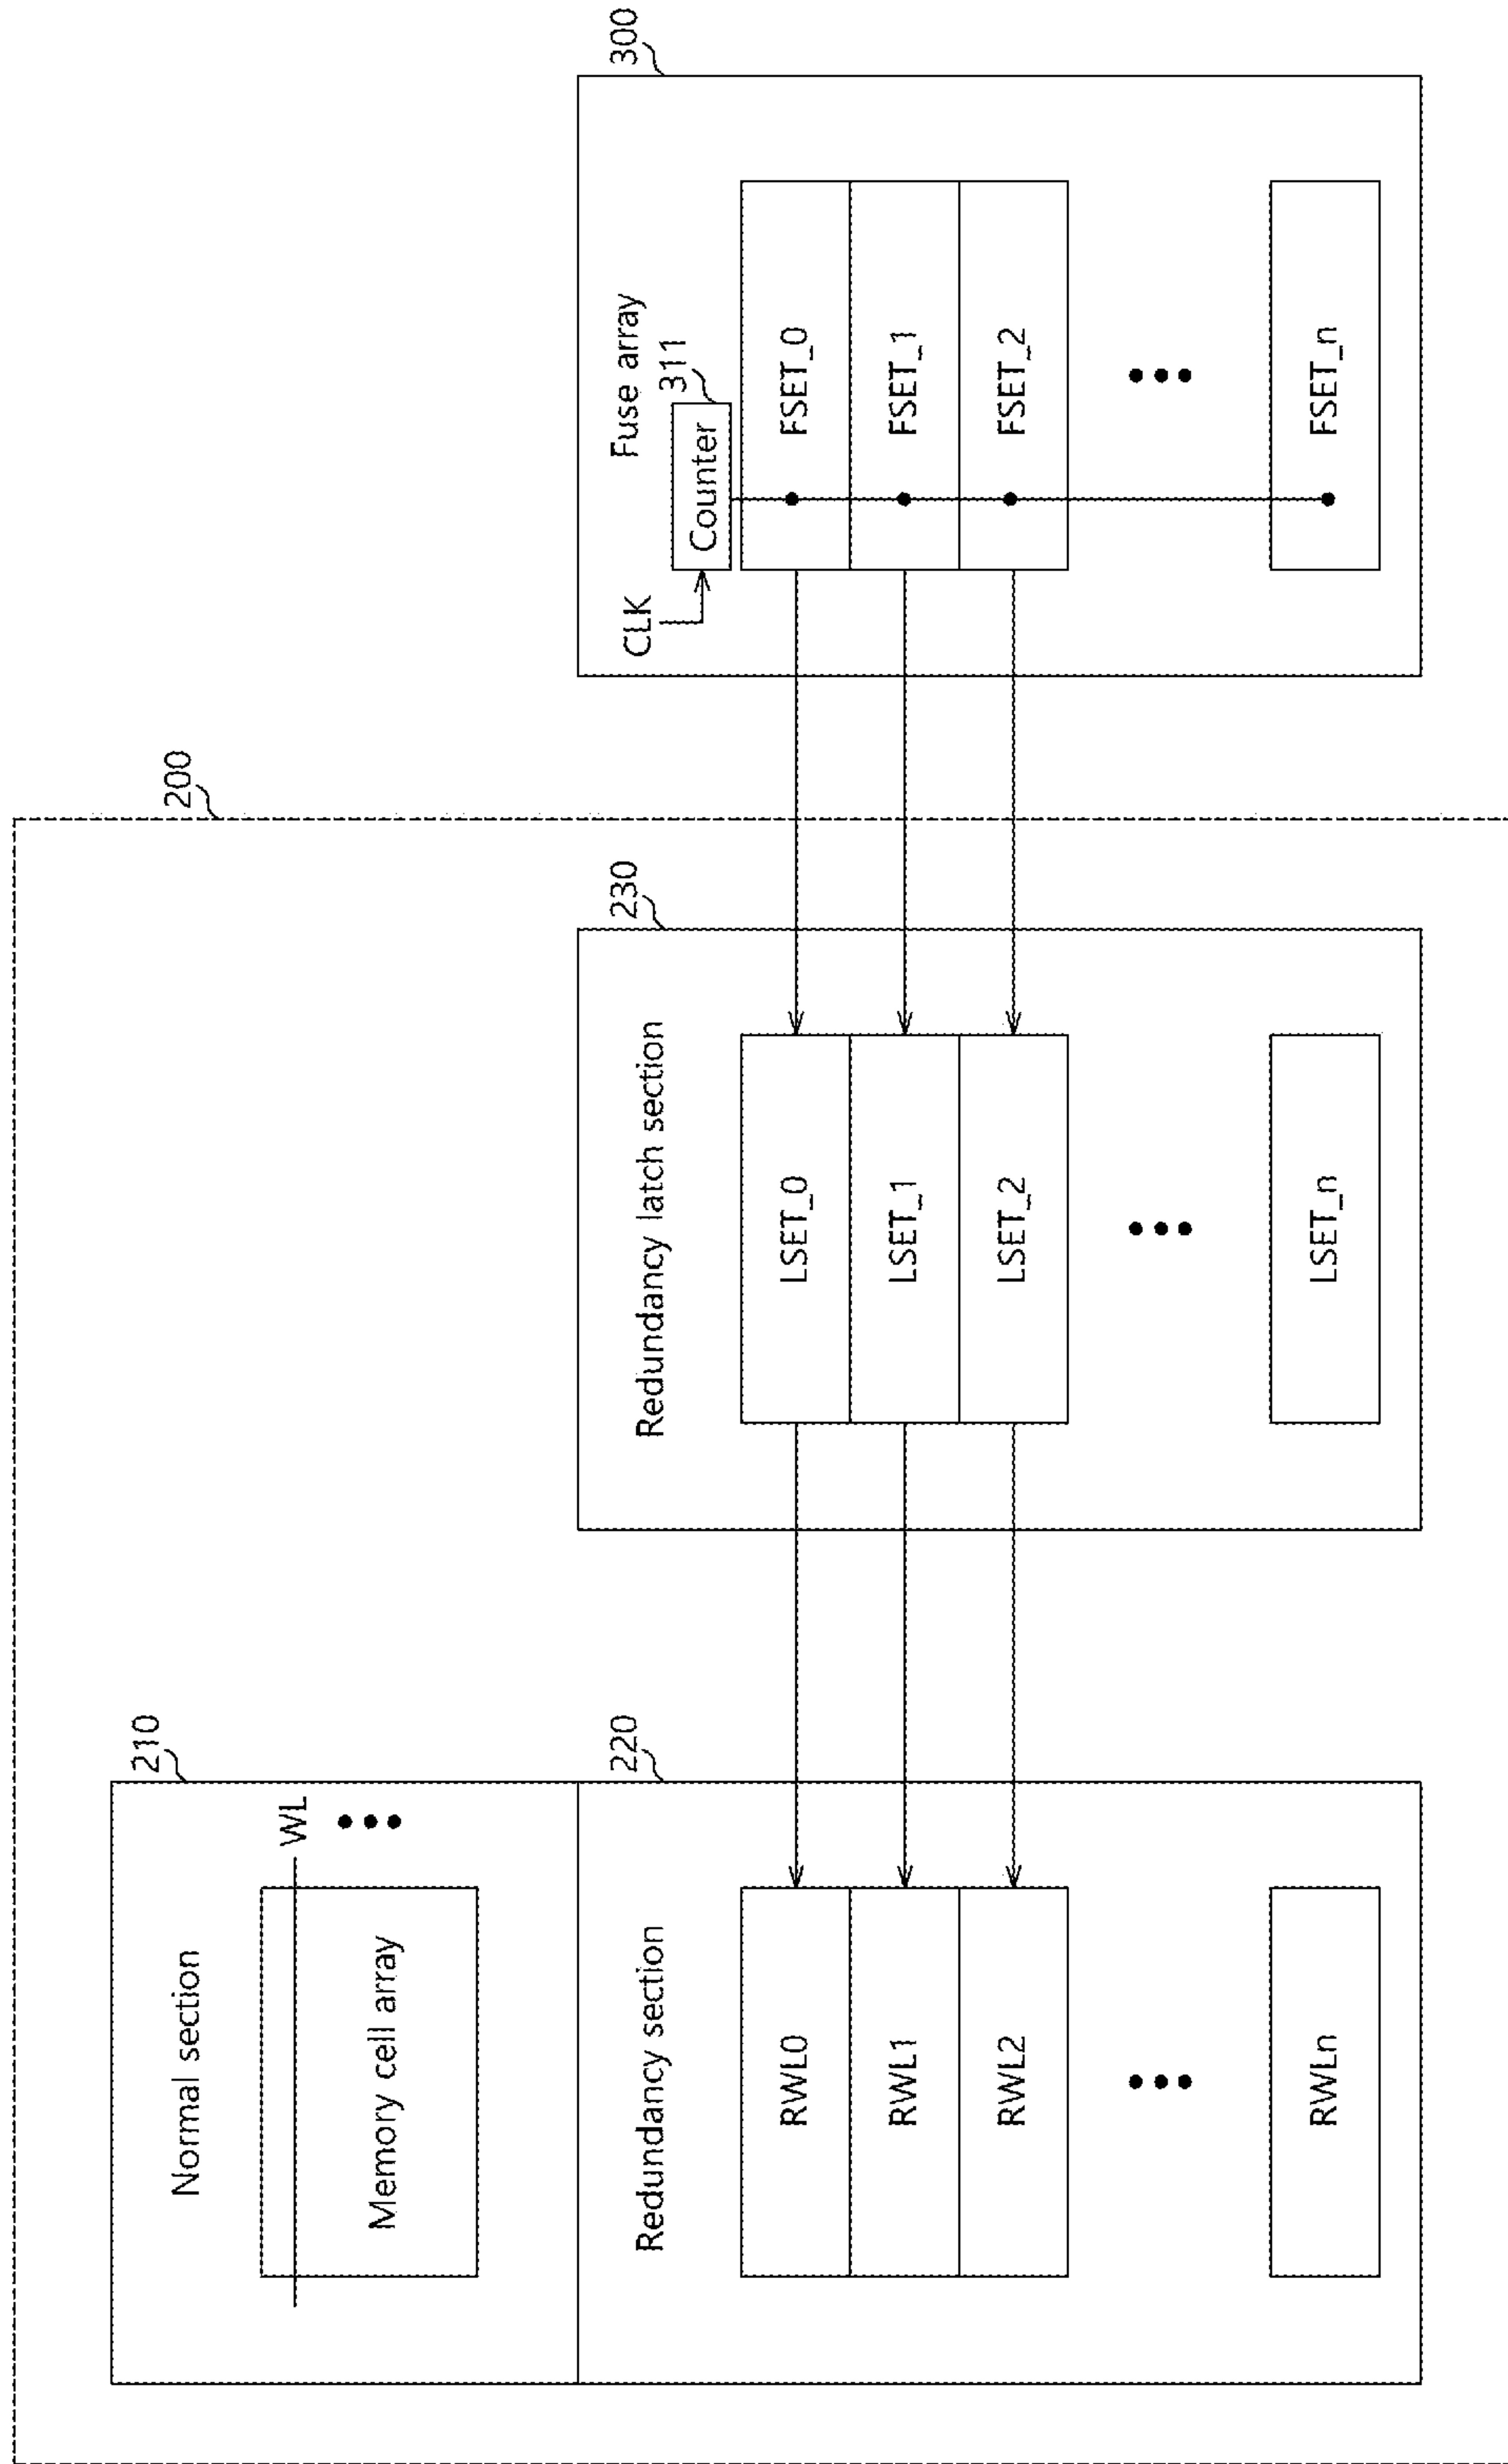 200
210
Normal section
WL
Memory cell array
220
Redundancy section
RWL0
RWL1
RWL2
RWLn
230
Redundancy latch section
LSET_0
LSET_1
LSET_2
LSET_n
300
Fuse array
311
CLK
Counter
FSET_0
FSET_1
FSET_2
FSET_n